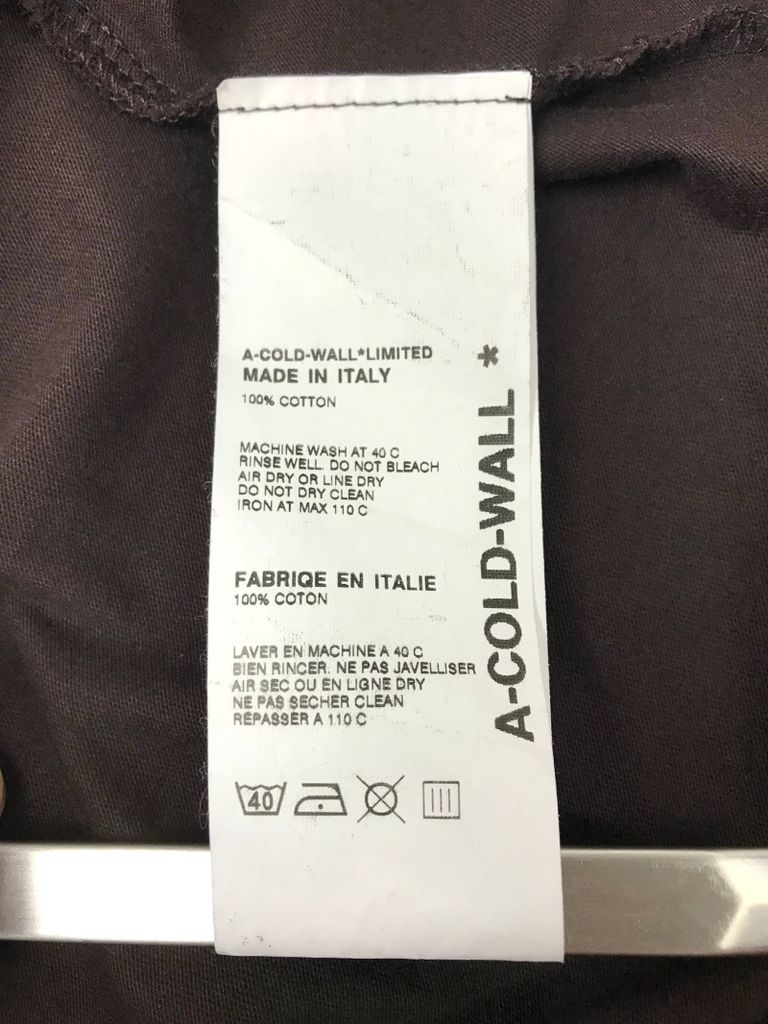 A-COLD-WALL*LIMITED
MADE IN ITALY
100% COTTON
MACHINE WASH AT 40 C
RINSE WELL. DO NOT BLEACH
AIR DRY OR LINE DRY
DO NOT DRY CLEAN
IRON AT MAX 110 C
FABRIQE EN ITALIE
100% COTON
LAVER EN MACHINE A 40 C
BIEN RINCER. NE PAS JAVELLISER
AIR SEC OU EN LIGNE DRY
NE PAS SECHER CLEAN
REPASSER A 110 C
40
A-COLD-WALL*